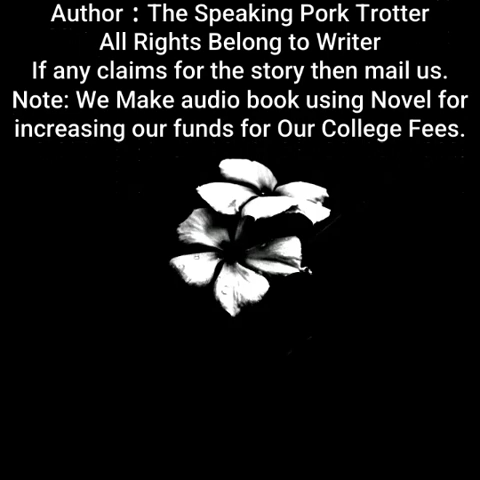 Author : The Speaking Pork Trotter
All Rights Belong to Writer
If any claims for the story then mail us.
Note: We Make audio book using Novel for
increasing our funds for Our College Fees.